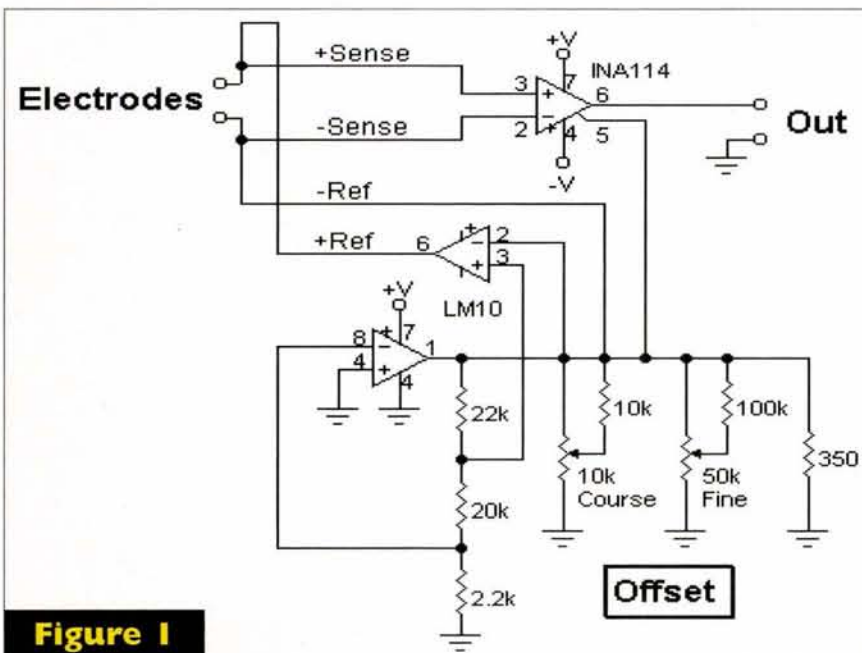 +V
INA114
+Sense
3
+
7
6
Electrodes
-
-Sense
2
+
4
5
Out
-V
-Ref
+Ref
6
+
-
2
+
3
+V
LM10
8
+
-
7
1
4
+
4
22k
10k
100k
10k
Course
50k
Fine
350
20k
2.2k
Offset
Figure 1